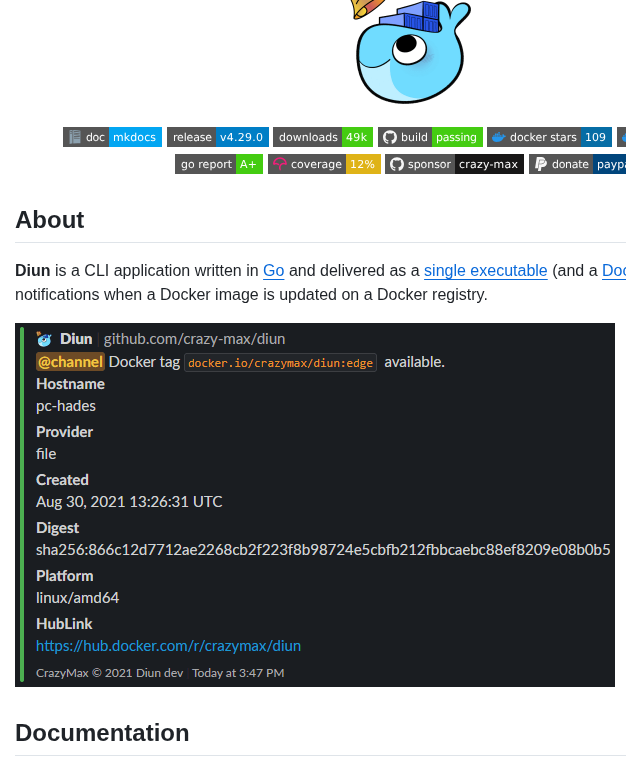 doc mkdocs release v4.29.0 downloads 49k build passing docker stars 109
go report A+ coverage 12% sponsor crazy-max donate
About
Diun is a CLI application written in Go and delivered as a single executable (and a
notifications when a Docker image is updated on a Docker registry.
Diun github.com/crazy-max/diun
@channel Docker tag docker.io/crazymax/diun:edge available.
Hostname
pc-hades
Provider
file
Created
Aug 30, 2021 13:26:31 UTC
Digest
sha256:866c12d7712ae2268cb2f223f8b98724e5cbfb212fbbcaebc88ef8209e08b0b5
Platform
linux/amd64
HubLink
https://hub.docker.com/r/crazymax/diun
CrazyMax © 2021 Diun dev Today at 3:47 PM
Documentation